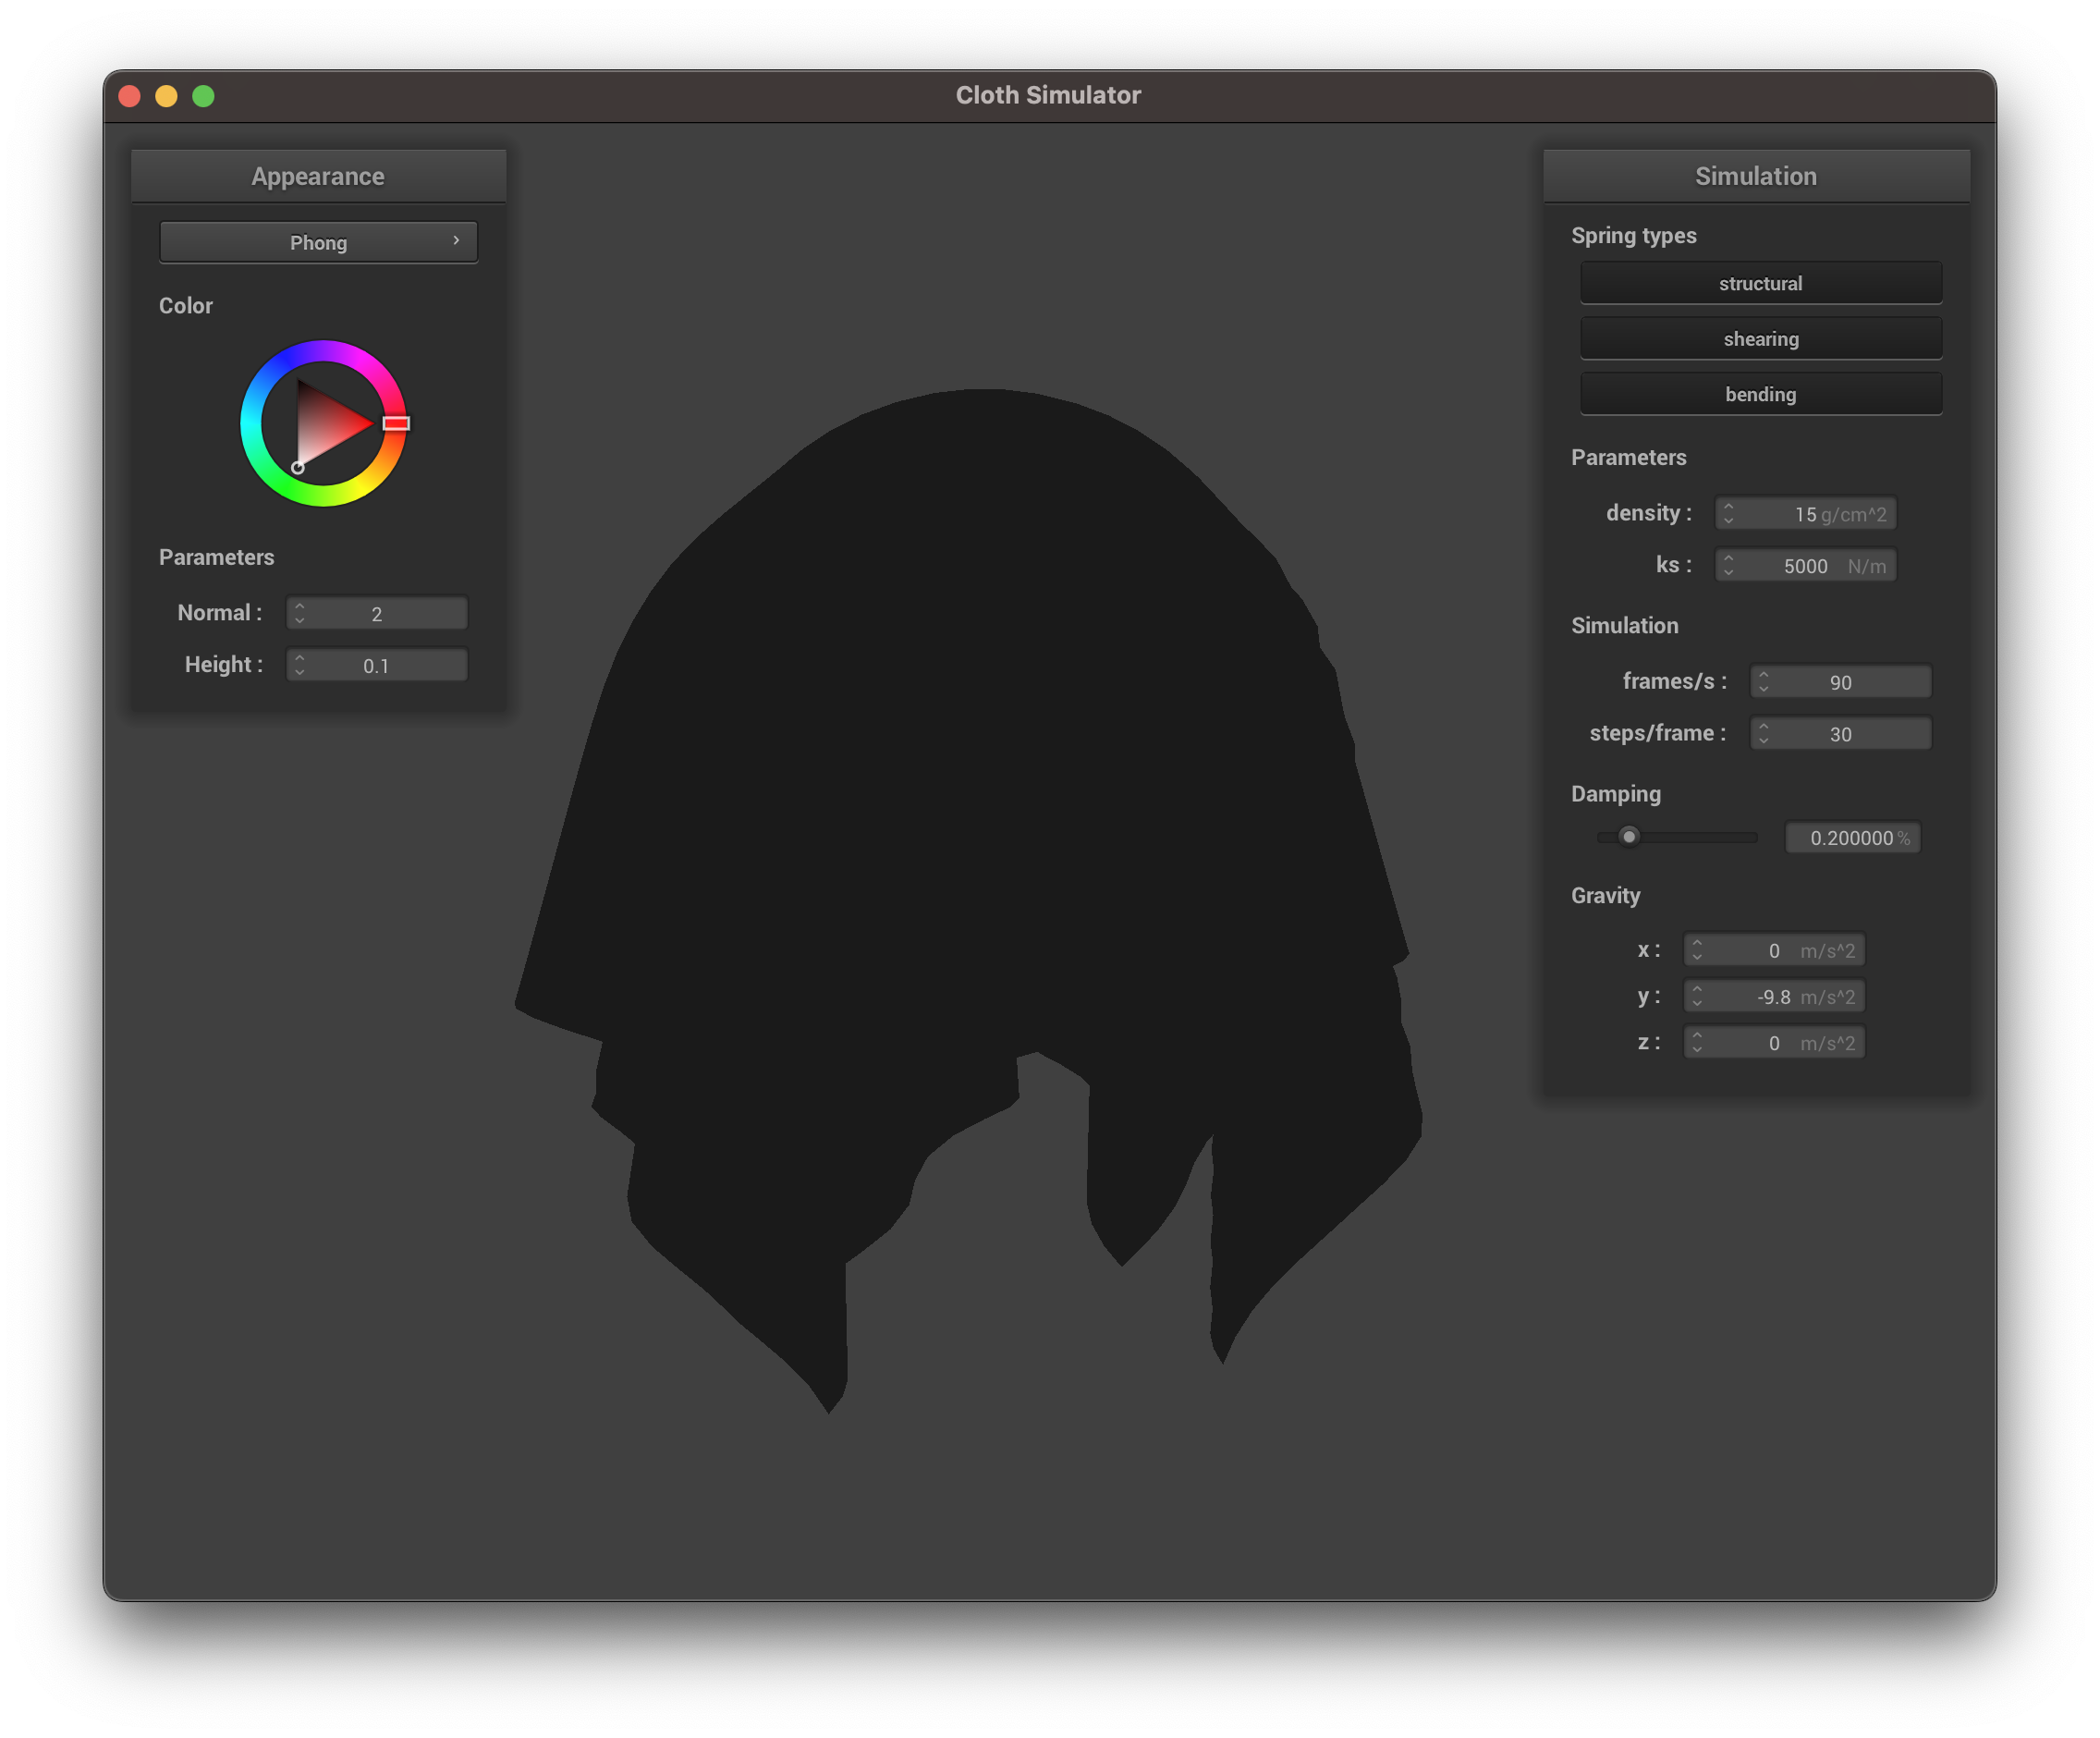 Cloth Simulator
Appearance
Phong
Color
Parameters
Normal : 2
Height : 0.1
Simulation
Spring types
structural
shearing
bending
Parameters
density : 15 g/cm^2
ks : 5000 N/m
Simulation
frames/s : 90
steps/frame : 30
Damping
0.200000 %
Gravity
x : 0 m/s^2
y : -9.8 m/s^2
z : 0 m/s^2